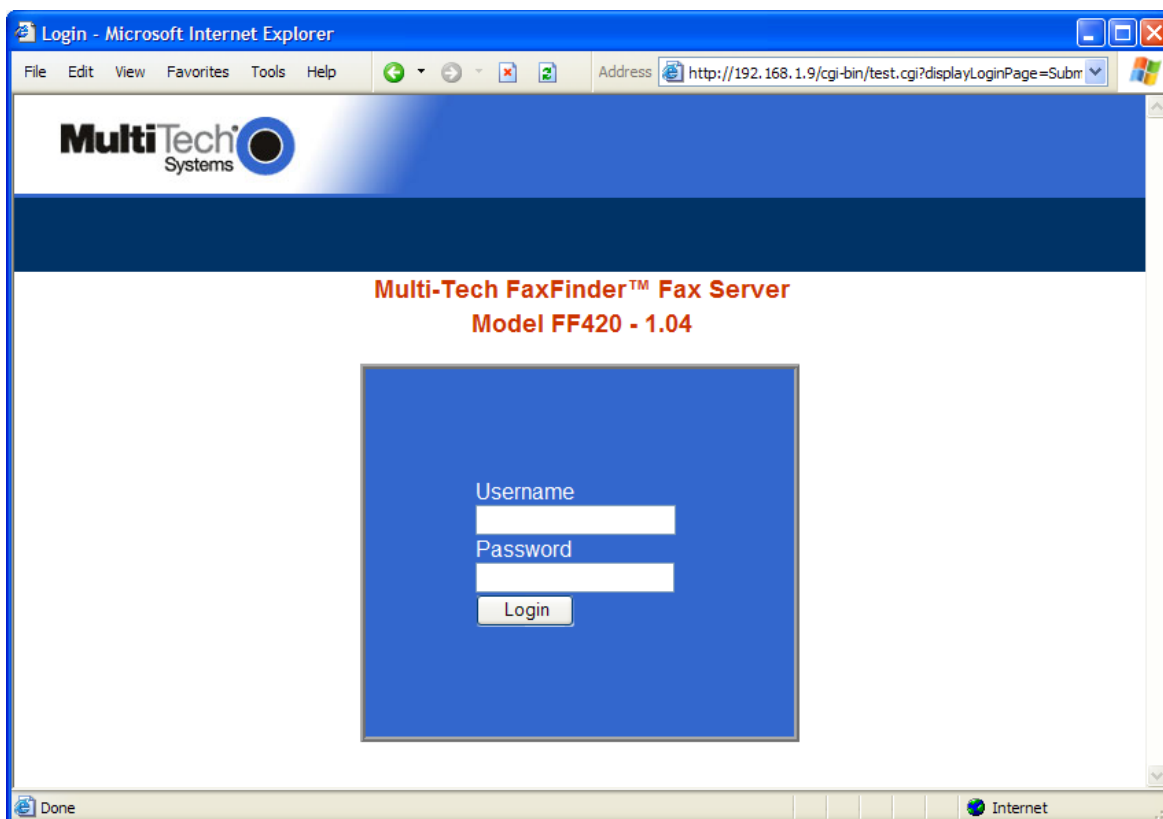 Login - Microsoft Internet Explorer
File Edit View Favorites Tools Help Address http://192.168.1.9/cgi-bin/test.cgi?displayLoginPage=Subm
MultiTech®
Systems
Multi-Tech FaxFinder™ Fax Server
Model FF420 - 1.04
Username
Password
Login
Done Internet